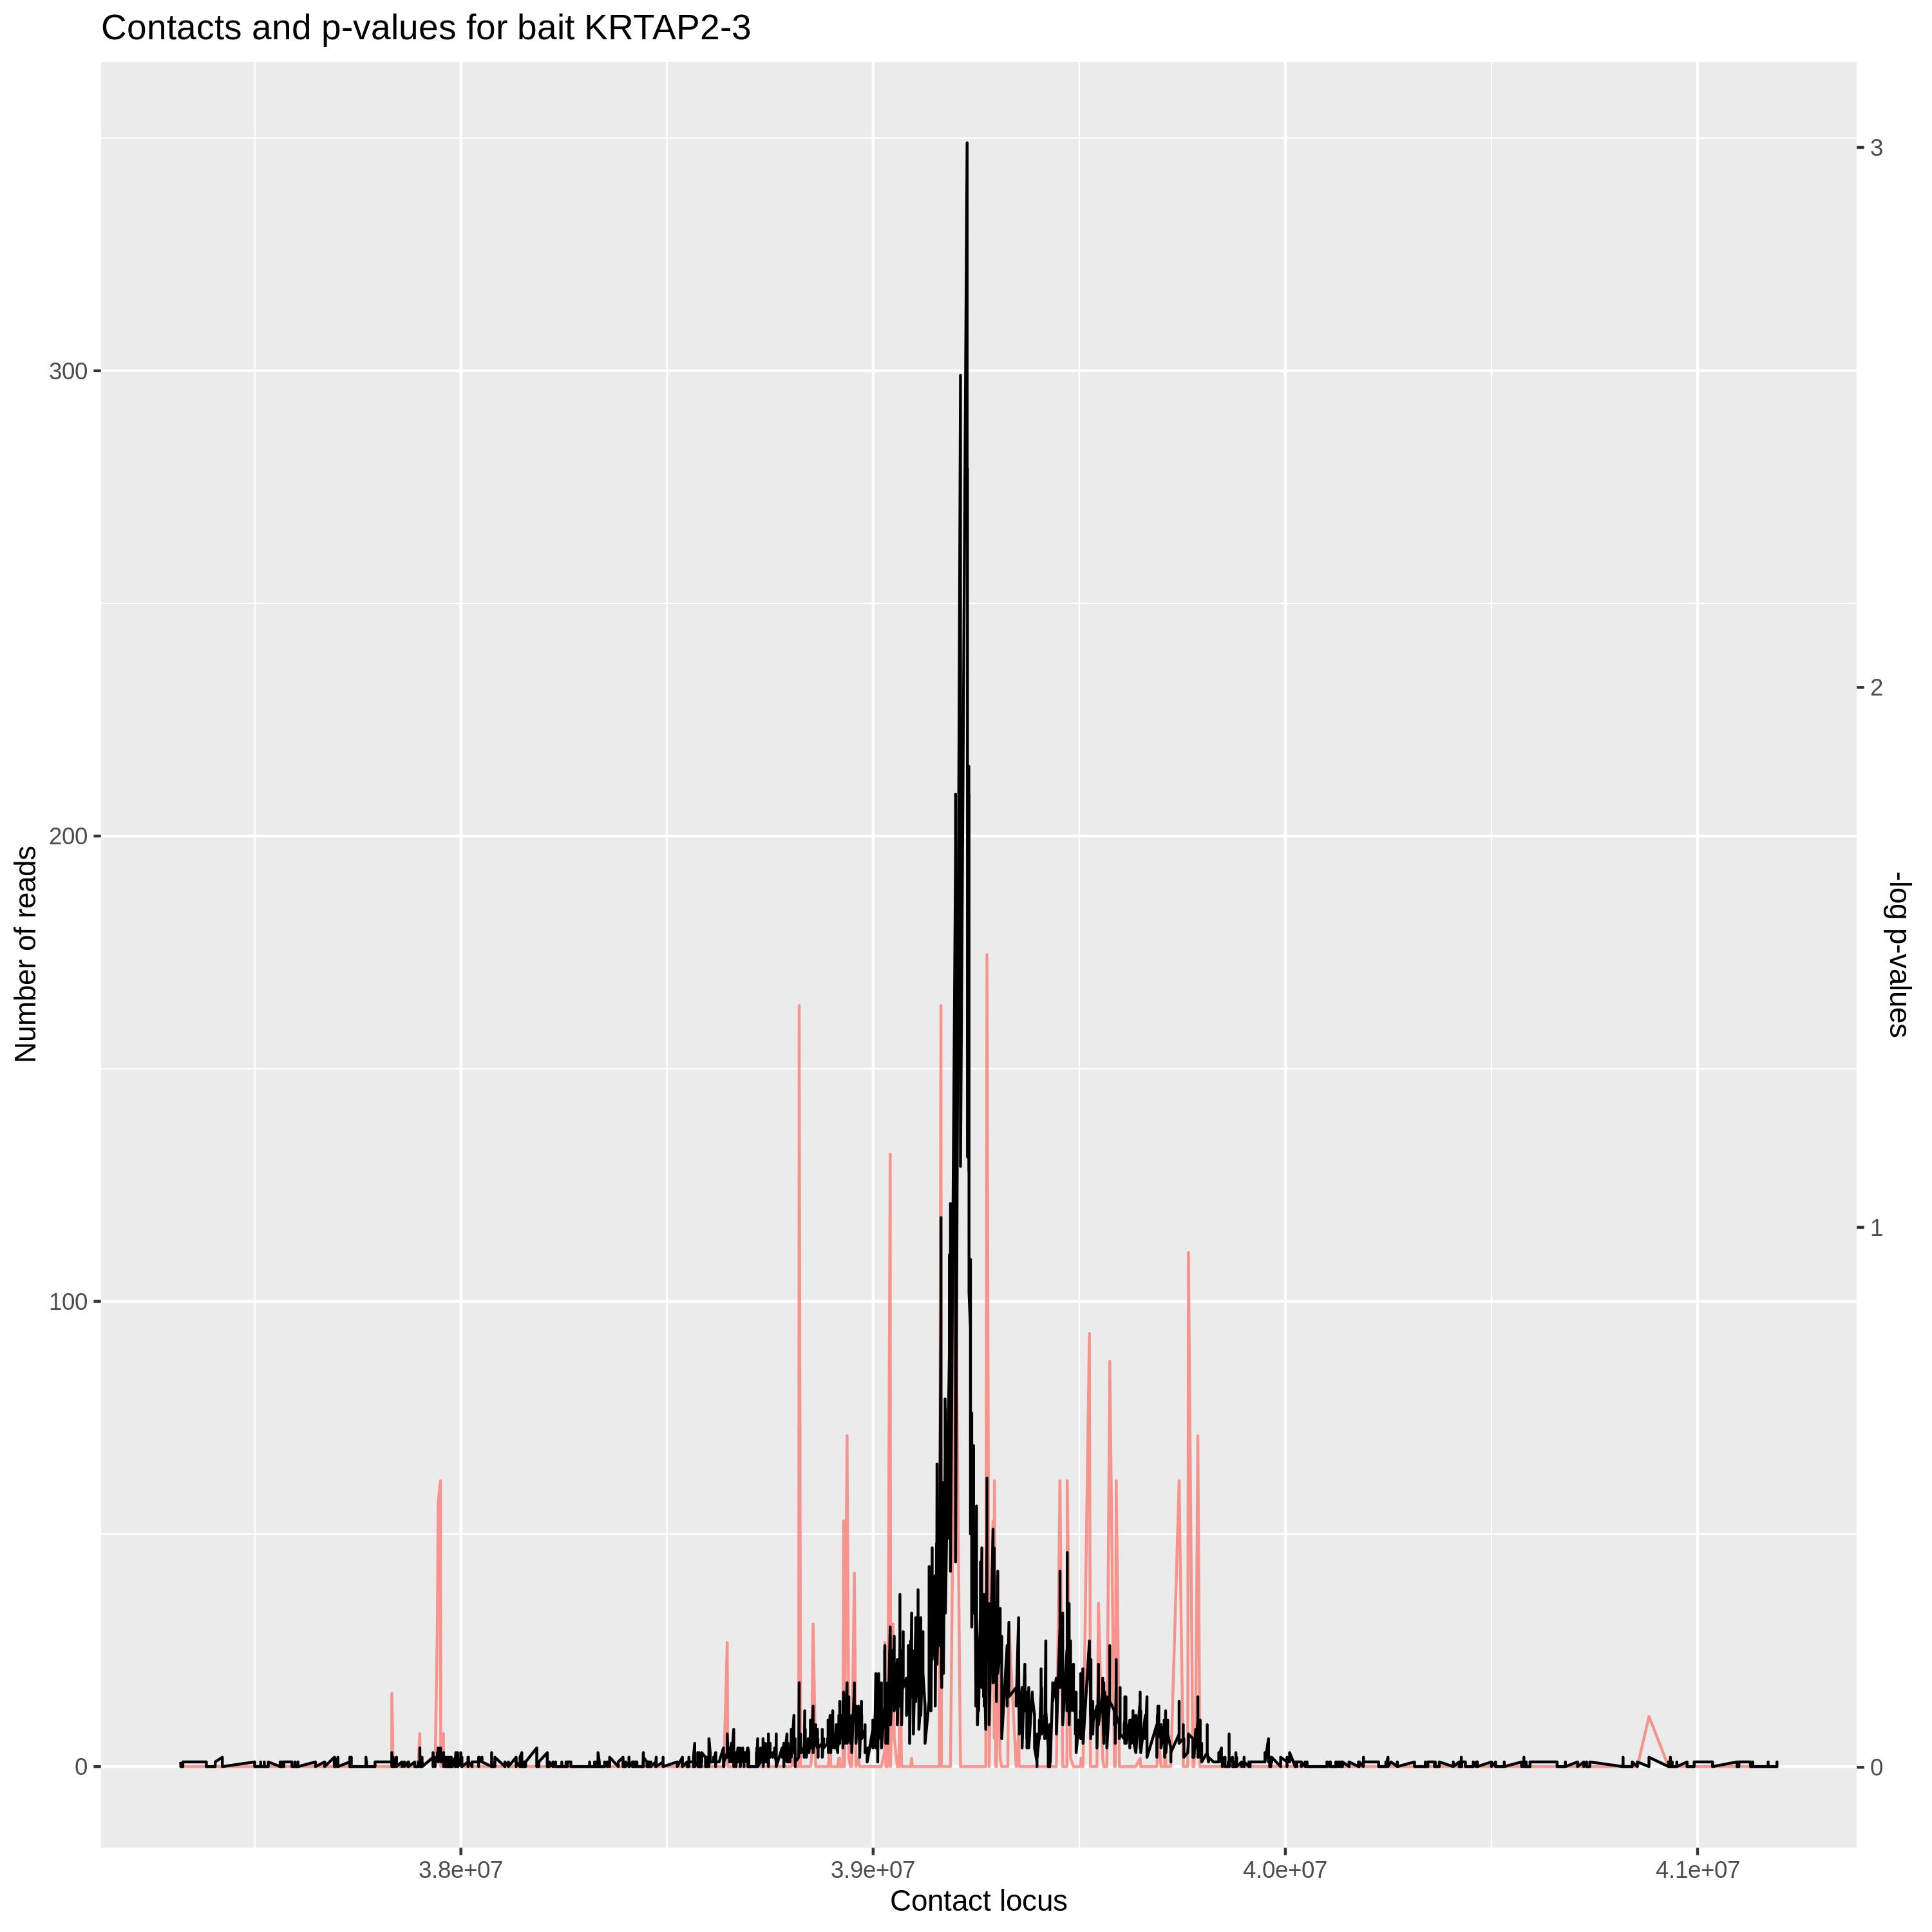 Contacts and p-values for bait KRTAP2-3
300
200
100
0
Number of reads
3
2
1
0
-log p-values
3.8e+07 3.9e+07 4.0e+07 4.1e+07
Contact locus